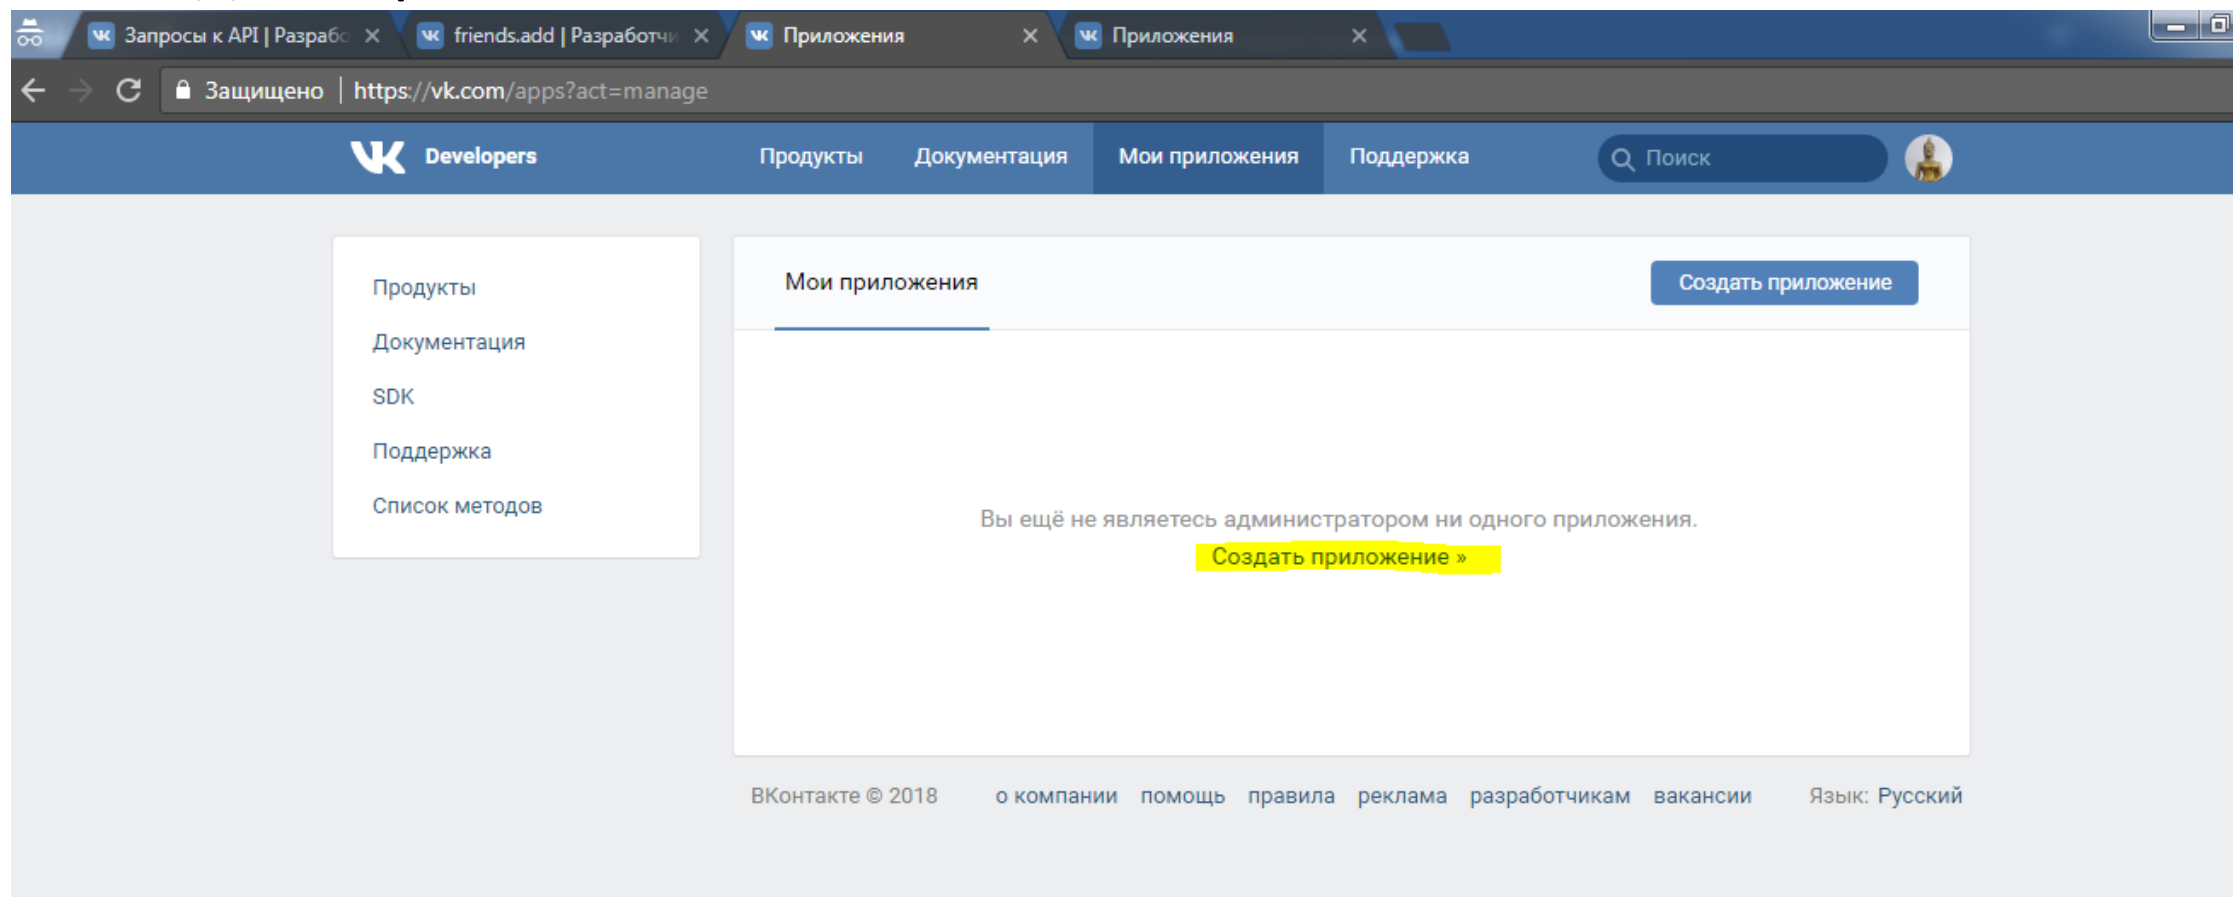 Запросы к API | Разрабо
friends.add | Разработчи
Приложения
Приложения
Защищено | https://vk.com/apps?act=manage
Developers
Продукты
Документация
Мои приложения
Поддержка
Поиск
Продукты
Документация
SDK
Поддержка
Список методов
Мои приложения
Создать приложение
Вы ещё не являетесь администратором ни одного приложения.
Создать приложение »
ВКонтакте © 2018 о компании помощь правила реклама разработчикам вакансии Язык: Русский